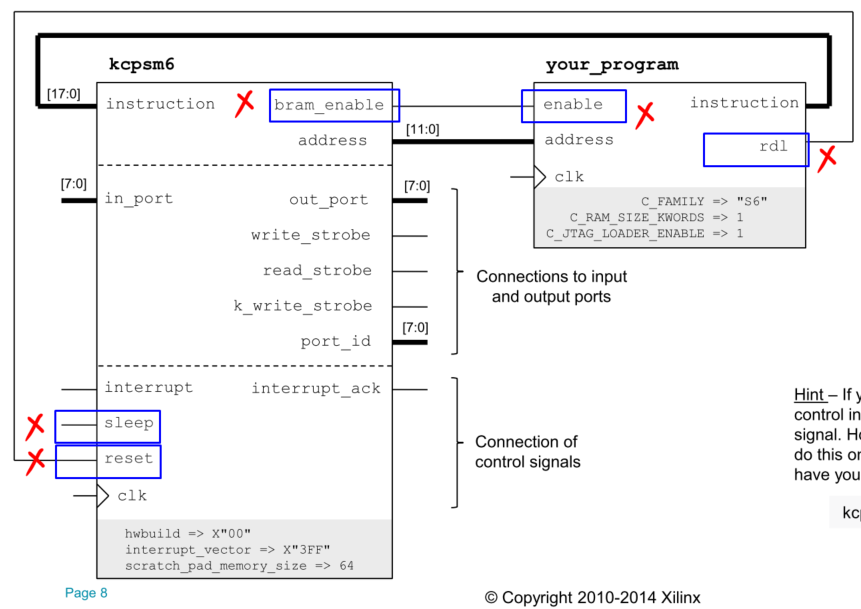 kcpsm6
your_program
[17:0]
instruction
bram_enable
enable
instruction
address
[11:0]
address
rdl
clk
[7:0]
in_port
out_port
[7:0]
C_FAMILY => "S6"
C_RAM_SIZE_KWORDS => 1
C_JTAG_LOADER_ENABLE => 1
write_strobe
read_strobe
k_write_strobe
port_id
[7:0]
Connections to input
and output ports
interrupt
interrupt_ack
sleep
reset
clk
Connection of
control signals
Hint – If y
control in
signal. Ho
do this or
have you
kcp
hwbuild => X"00"
interrupt_vector => X"3FF"
scratch_pad_memory_size => 64
Page 8
© Copyright 2010-2014 Xilinx